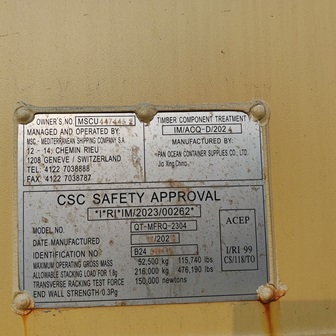 OWNER'S. NO. MSCU
MANAGED AND OPERATED BY:
MSC - MEDITERRANEAN SHIPPING COMPANY S.A
12 - 14, CHEMIN RIEU
1208 GENEVE / SWITZERLAND
TEL: 4122 7038888
FAX: 4122 7038787
TIMBER COMPONENT TREATMENT
IM/ACQ-D/2024
MANUFACTURED BY:
PAN OCEAN CONTAINER SUPPLIES CO., LTD.
Jia Xing,China.
CSC SAFETY APPROVAL
*I*RI*IM/2023/00262*
MODEL NO. QT-MFRQ-2304
DATE MANUFACTURED
IDENTIFICATION NO. B24
MAXIMUM OPERATING GROSS MASS 52,500 kg 115,740 lbs
ALLOWABLE STACKING LOAD FOR 1.8g 216,000 kg 476,190 lbs
TRANSVERSE RACKING TEST FORCE 150,000 newtons
END WALL STRENGTH/0.3Pg
ACEP
I/RI 99
CS/118/TO